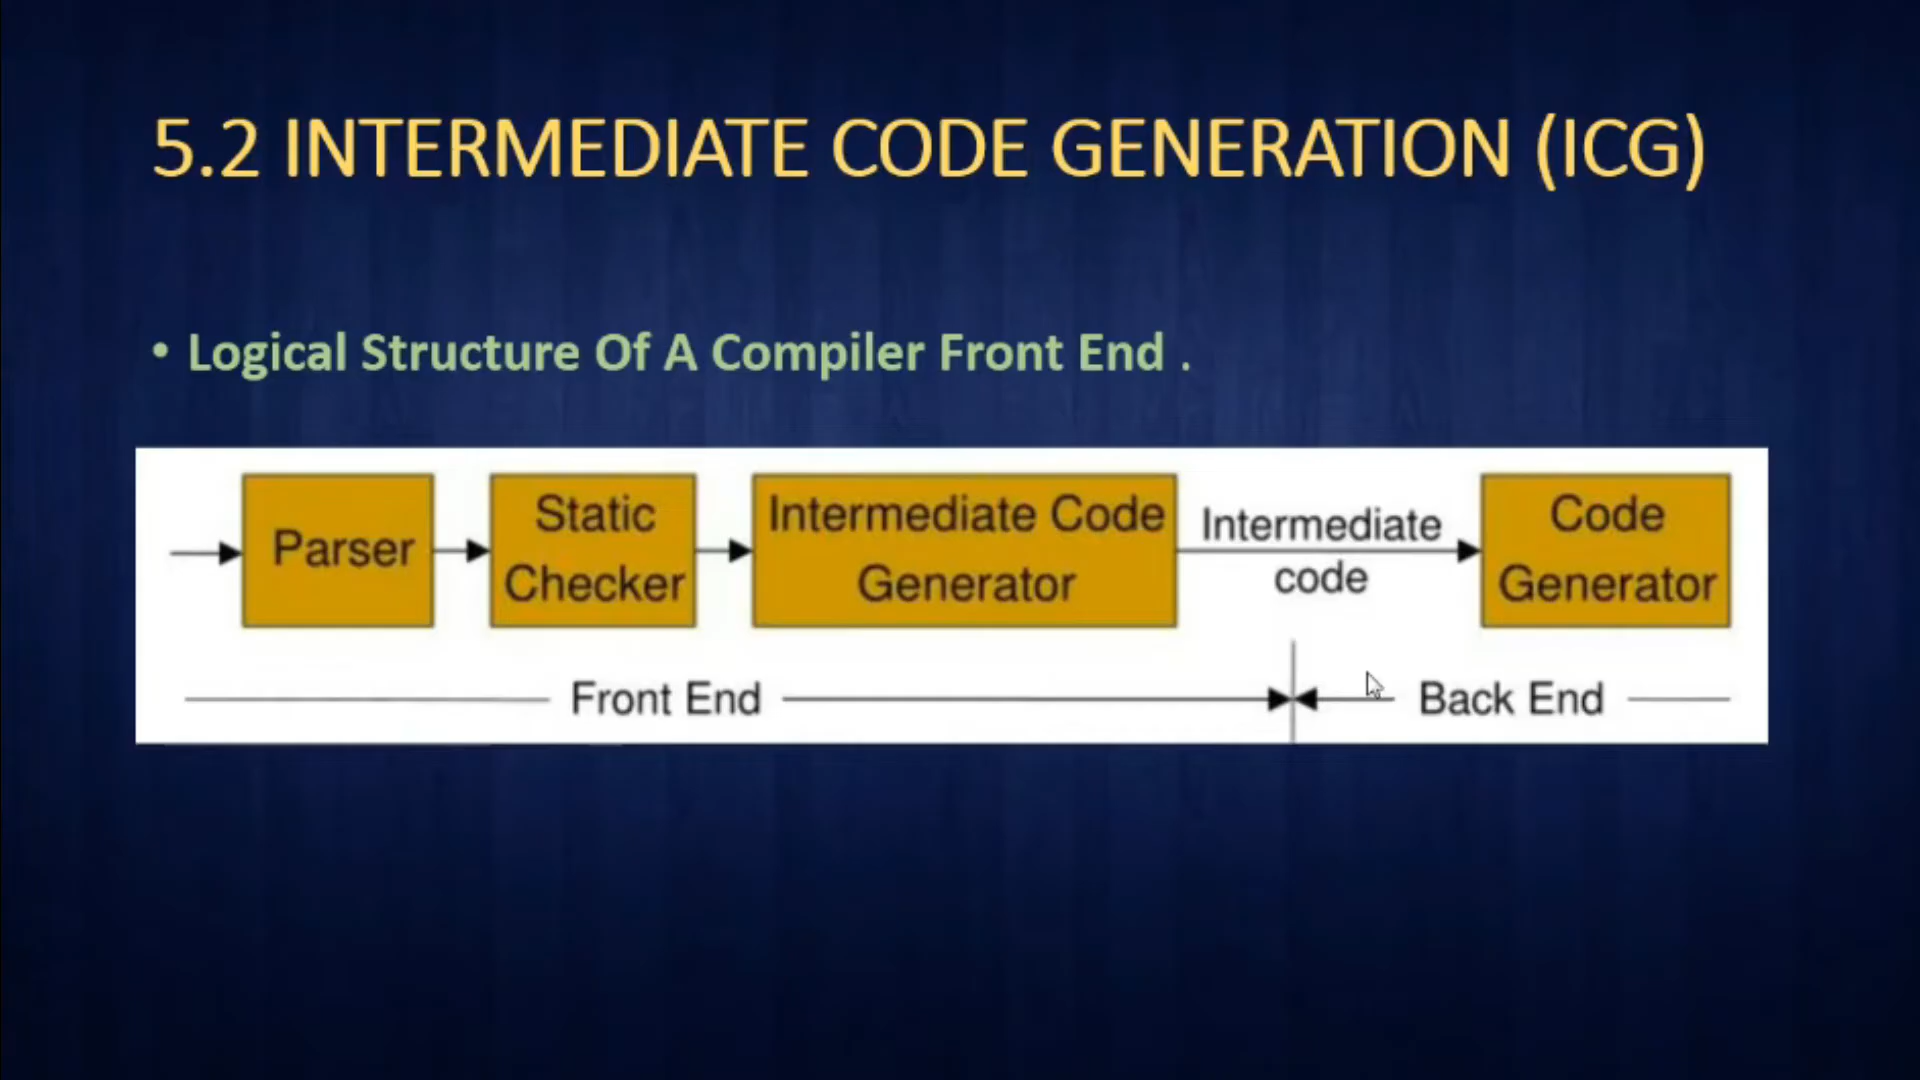 5.2 INTERMEDIATE CODE GENERATION (ICG)
• Logical Structure Of A Compiler Front End .
Parser
Static
Checker
Intermediate Code
Generator
Intermediate
code
Code
Generator
Front End
Back End